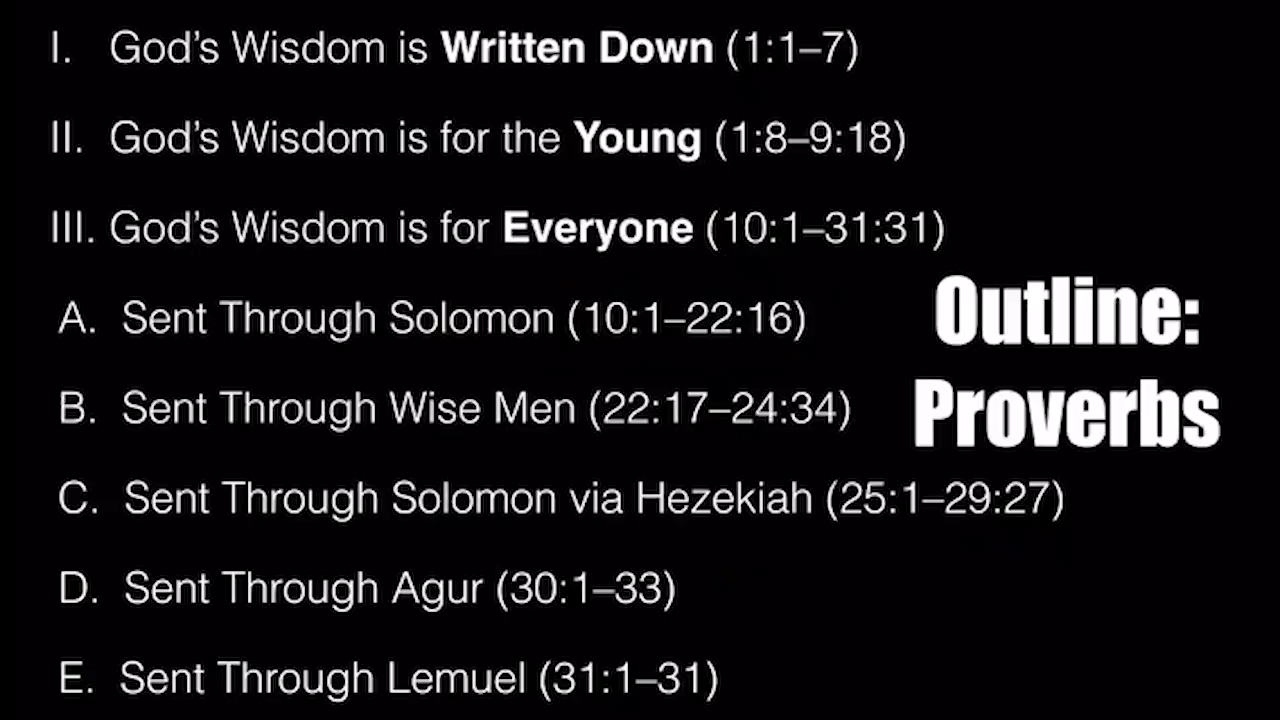 I. God’s Wisdom is Written Down (1:1–7)
II. God’s Wisdom is for the Young (1:8–9:18)
III. God’s Wisdom is for Everyone (10:1–31:31)
A. Sent Through Solomon (10:1–22:16)
B. Sent Through Wise Men (22:17–24:34)
C. Sent Through Solomon via Hezekiah (25:1–29:27)
D. Sent Through Agur (30:1–33)
E. Sent Through Lemuel (31:1–31)
Outline:
Proverbs